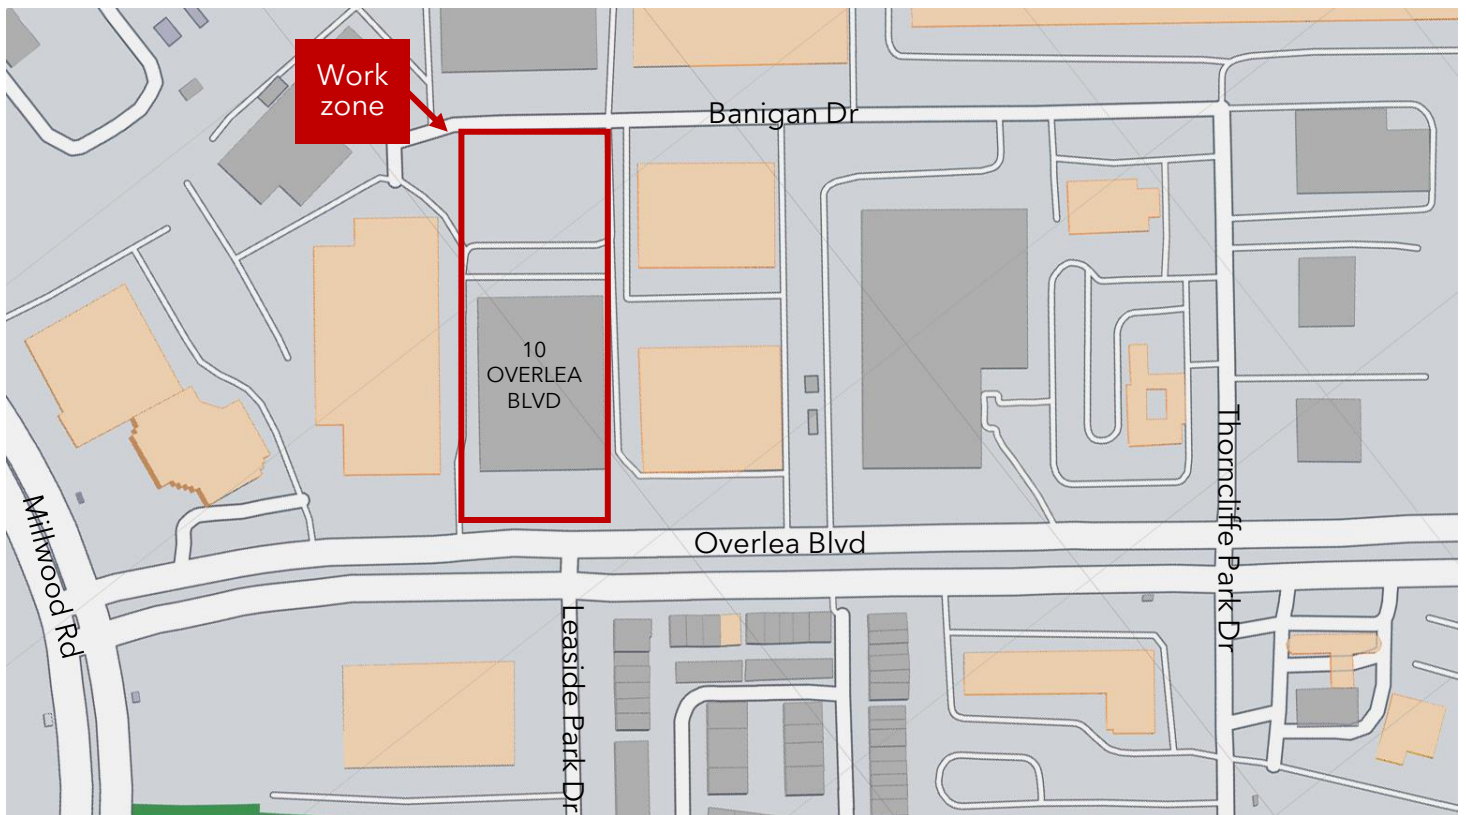 Work
zone
Banigan Dr
10
OVERLEA
BLVD
Thorncliffe Park Dr
Millwood Rd
Overlea Blvd
Leaside Park Dr